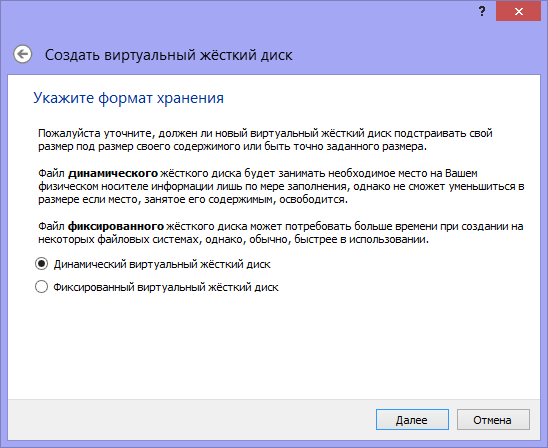 ?
Создать виртуальный жёсткий диск
Укажите формат хранения
Пожалуйста уточните, должен ли новый виртуальный жёсткий диск подстраивать свой
размер под размер своего содержимого или быть точно заданного размера.
Файл динамического жёсткого диска будет занимать необходимое место на Вашем
физическом носителе информации лишь по мере заполнения, однако не сможет уменьшиться в
размере если место, занятое его содержимым, освободится.
Файл фиксированного жёсткого диска может потребовать больше времени при создании на
некоторых файловых системах, однако, обычно, быстрее в использовании.
Динамический виртуальный жёсткий диск
Фиксированный виртуальный жёсткий диск
Далее
Отмена